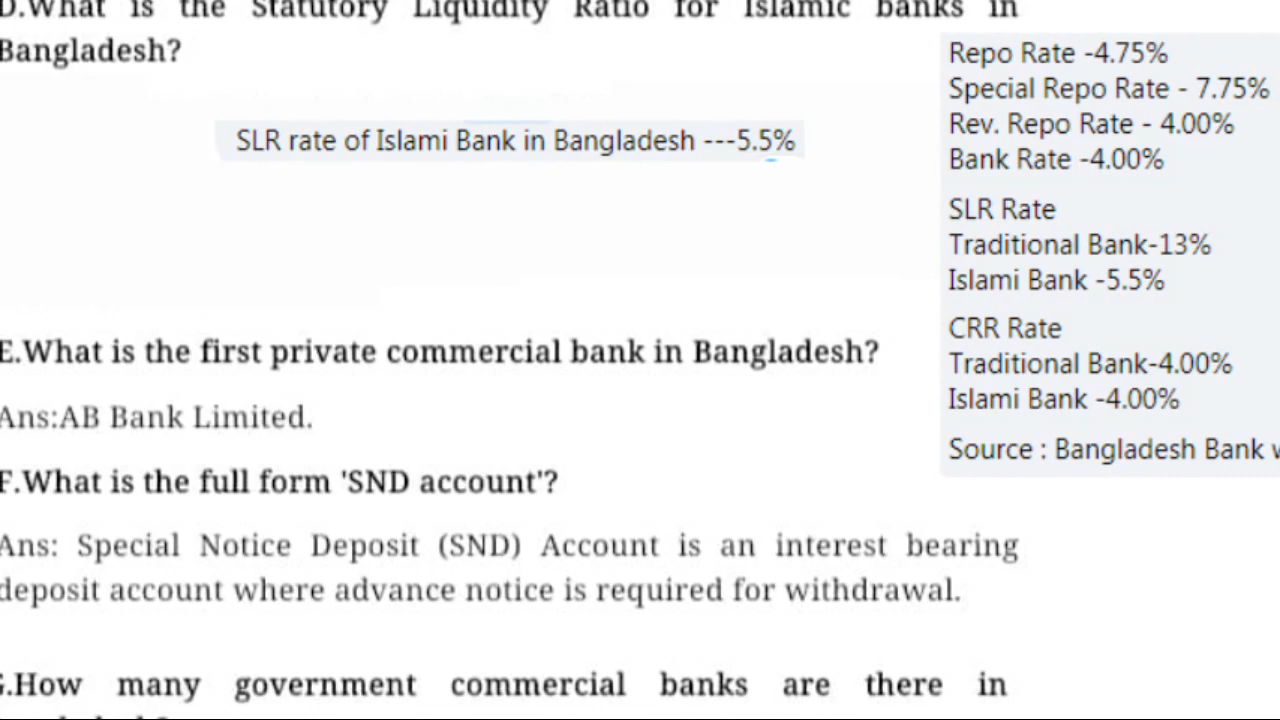 D.What is the Statutory Liquidity Ratio for Islamic banks in
Bangladesh?
SLR rate of Islami Bank in Bangladesh ---5.5%
E.What is the first private commercial bank in Bangladesh?
Ans:AB Bank Limited.
F.What is the full form 'SND account'?
Ans: Special Notice Deposit (SND) Account is an interest bearing
deposit account where advance notice is required for withdrawal.
.How many government commercial banks are there in
Repo Rate -4.75%
Special Repo Rate - 7.75%
Rev. Repo Rate - 4.00%
Bank Rate -4.00%
SLR Rate
Traditional Bank-13%
Islami Bank -5.5%
CRR Rate
Traditional Bank-4.00%
Islami Bank -4.00%
Source : Bangladesh Bank